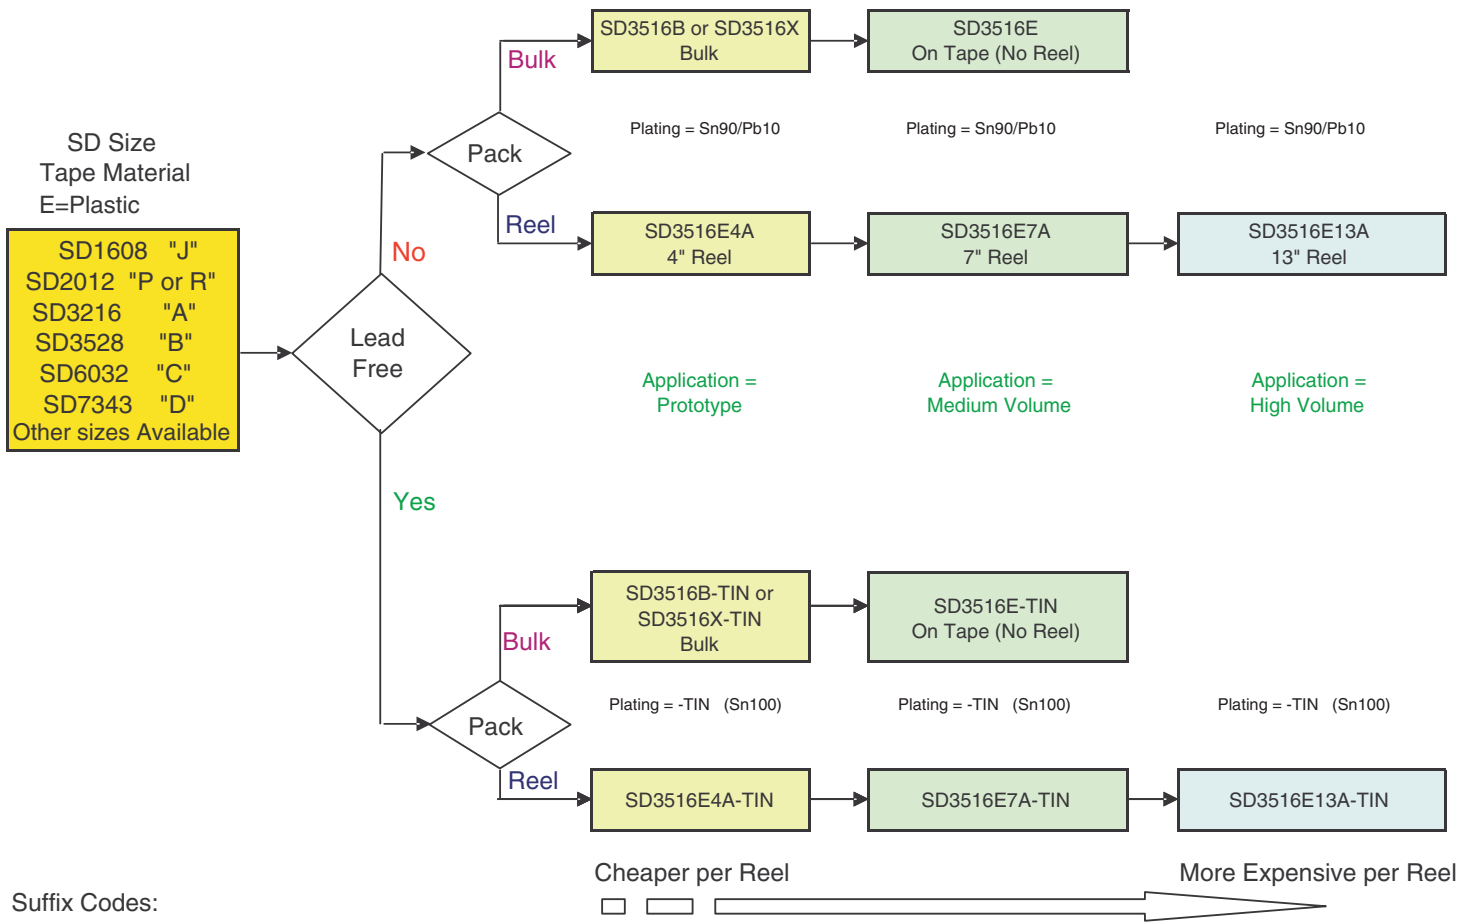 SD Size
Tape Material
E=Plastic
SD1608 "J"
SD2012 "P or R"
SD3216 "A"
SD3528 "B"
SD6032 "C"
SD7343 "D"
Other sizes Available
Lead
Free
No
Yes
Pack
Bulk
Reel
SD3516B or SD3516X
Bulk
SD3516E
On Tape (No Reel)
Plating = Sn90/Pb10
Plating = Sn90/Pb10
Plating = Sn90/Pb10
SD3516E4A
4" Reel
SD3516E7A
7" Reel
SD3516E13A
13" Reel
Application =
Prototype
Application =
Medium Volume
Application =
High Volume
Pack
Bulk
Reel
SD3516B-TIN or
SD3516X-TIN
Bulk
SD3516E-TIN
On Tape (No Reel)
Plating = -TIN (Sn100)
Plating = -TIN (Sn100)
Plating = -TIN (Sn100)
SD3516E4A-TIN
SD3516E7A-TIN
SD3516E13A-TIN
Cheaper per Reel
More Expensive per Reel
Suffix Codes: